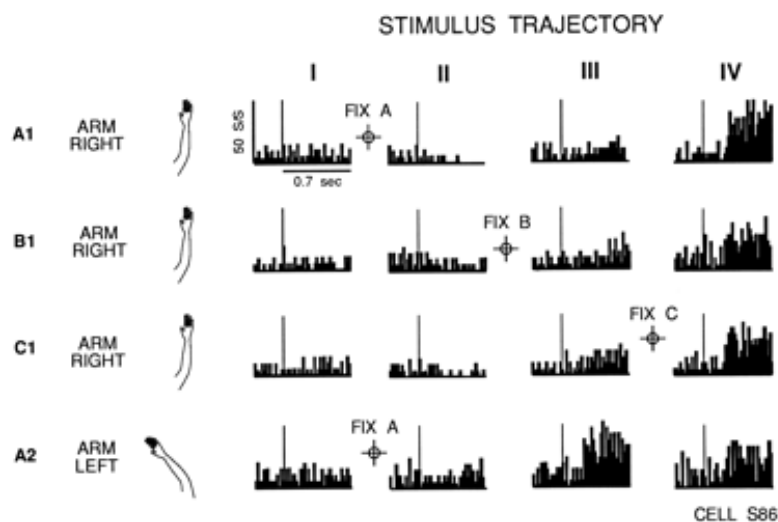 STIMULUS TRAJECTORY
I II III IV
A1 ARM RIGHT 50 S/S FIX A
0.7 sec
B1 ARM RIGHT FIX B
C1 ARM RIGHT FIX C
A2 ARM LEFT FIX A
CELL S86